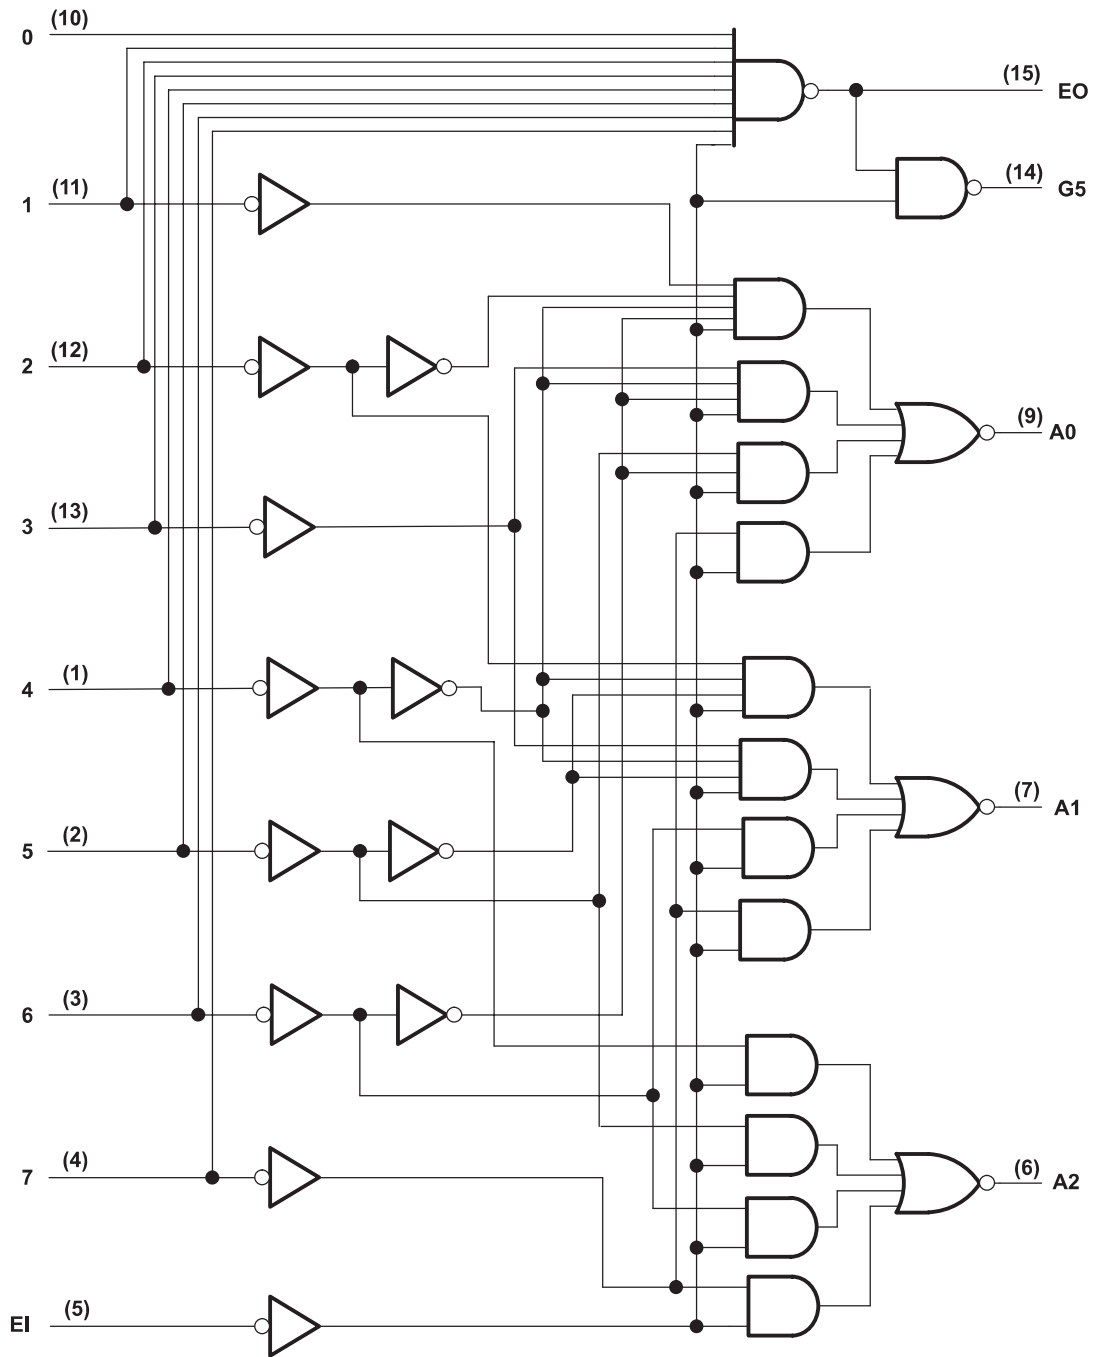 0 (10)
(15) EO
(14) G5
1 (11)
2 (12)
(9) A0
3 (13)
4 (1)
(7) A1
5 (2)
6 (3)
7 (4)
(6) A2
EI (5)